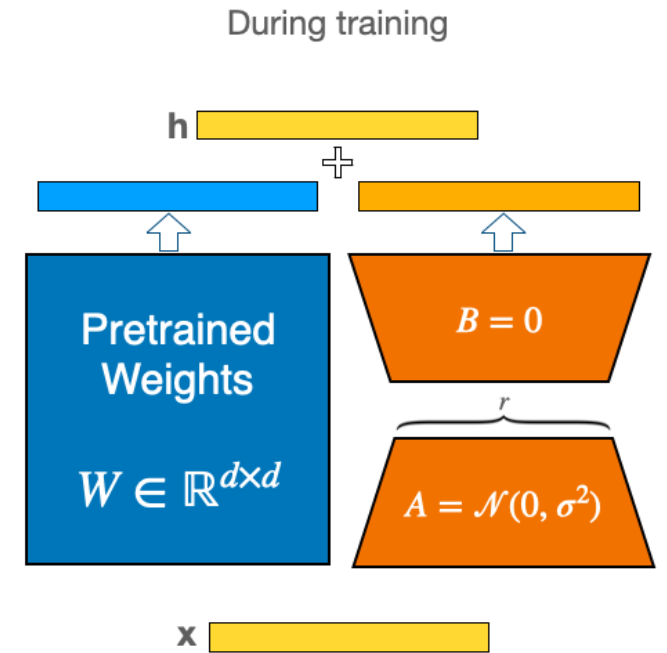 During training
h
Pretrained
Weights
W ∈ ℝ^{d×d}
B = 0
r
A = 𝒩(0, σ²)
x